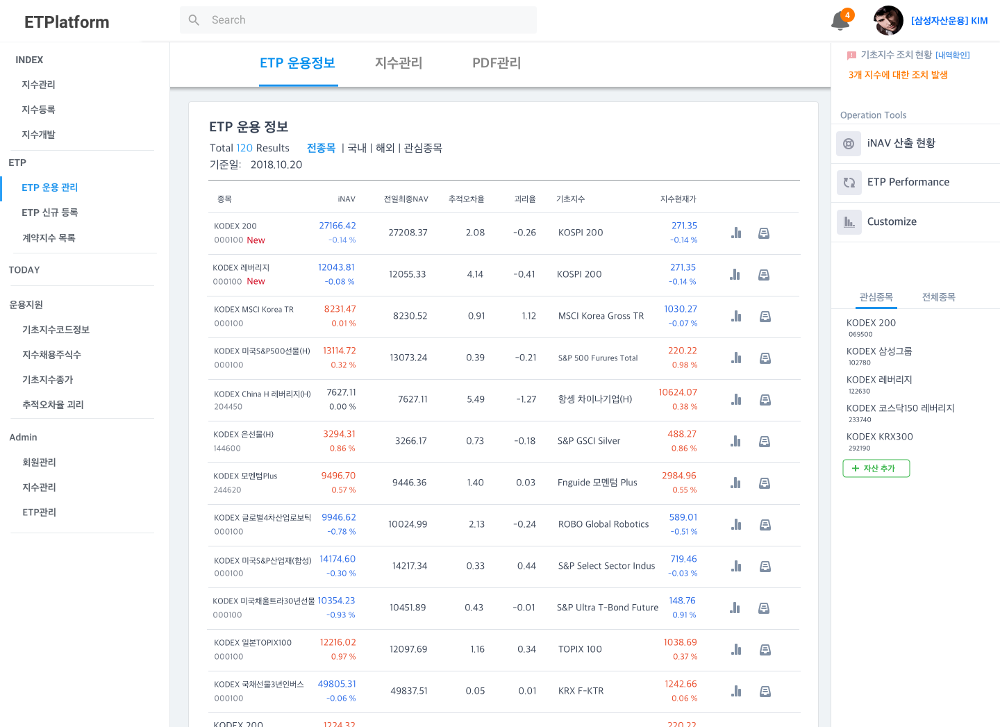 ETPlatform
Search
4
[삼성자산운용] KIM
INDEX
지수관리
지수등록
지수개발
ETP
ETP 운용 관리
ETP 신규 등록
계약지수 목록
TODAY
운용지원
기초지수코드정보
지수채용주식수
기초지수종가
추적오차율 괴리
Admin
회원관리
지수관리
ETP관리
ETP 운용정보 지수관리 PDF관리
ETP 운용 정보
Total 120 Results 전종목 | 국내 | 해외 | 관심종목
기준일: 2018.10.20
종목 iNAV 전일최종NAV 추적오차율 괴리율 기초지수 지수현재가
KODEX 200 27166.42 27208.37 2.08 -0.26 KOSPI 200 271.35
000100 New -0.14 % -0.14 %
KODEX 레버리지 12043.81 12055.33 4.14 -0.41 KOSPI 200 271.35
000100 New -0.08 % -0.14 %
KODEX MSCI Korea TR 8231.47 8230.52 0.91 1.12 MSCI Korea Gross TR 1030.27
000100 0.01 % -0.07 %
KODEX 미국S&P500선물(H) 13114.72 13073.24 0.39 -0.21 S&P 500 Furures Total 220.22
000100 0.32 % 0.98 %
KODEX China H 레버리지(H) 7627.11 7627.11 5.49 -1.27 항셍 차이나기업(H) 10624.07
204450 0.00 % 0.38 %
KODEX 은선물(H) 3294.31 3266.17 0.73 -0.18 S&P GSCI Silver 488.27
144600 0.86 % 0.86 %
KODEX 모멘텀Plus 9496.70 9446.36 1.40 0.03 Fnguide 모멘텀 Plus 2984.96
244620 0.57 % 0.55 %
KODEX 글로벌4차산업로보틱 9946.62 10024.99 2.13 -0.24 ROBO Global Robotics 589.01
000100 -0.78 % -0.51 %
KODEX 미국S&P산업재(합성) 14174.60 14217.34 0.33 0.44 S&P Select Sector Indus 719.46
000100 -0.30 % -0.03 %
KODEX 미국채울트라30년선물 10354.23 10451.89 0.43 -0.01 S&P Ultra T-Bond Future 148.76
000100 -0.93 % 0.91 %
KODEX 일본TOPIX100 12216.02 12097.69 1.16 0.34 TOPIX 100 1038.69
000100 0.97 % 0.37 %
KODEX 국채선물3년인버스 49805.31 49837.51 0.05 0.01 KRX F-KTR 1242.66
000100 -0.06 % 0.06 %
KODEX 200 1224.32 220.22
기초지수 조치 현황 [내역확인]
3개 지수에 대한 조치 발생
Operation Tools
iNAV 산출 현황
ETP Performance
Customize
관심종목 전체종목
KODEX 200
069500
KODEX 삼성그룹
102780
KODEX 레버리지
122630
KODEX 코스닥150 레버리지
233740
KODEX KRX300
292190
+ 자산 추가